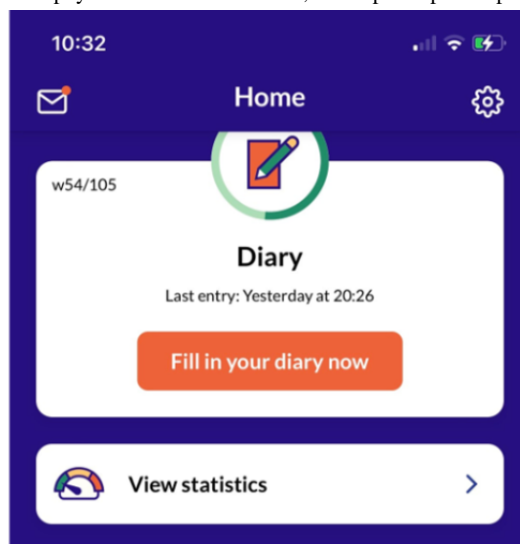 10:32
Home
w54/105
Diary
Last entry: Yesterday at 20:26
Fill in your diary now
View statistics